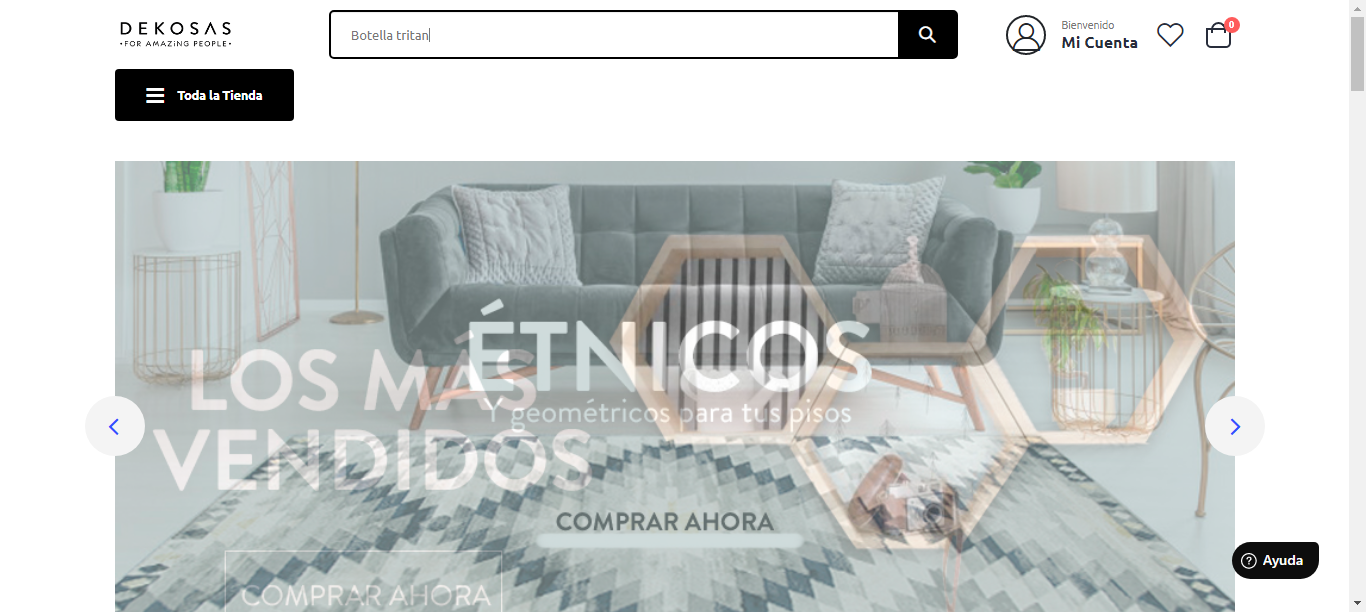 DEKOSAS
•FOR AMAZING PEOPLE•
Botella tritan
Bienvenido
Mi Cuenta
0
Toda la Tienda
ÉTNICOS
Y geométricos para tus pisos
COMPRAR AHORA
LOS MÁS
VENDIDOS
COMPRAR AHORA
Ayuda